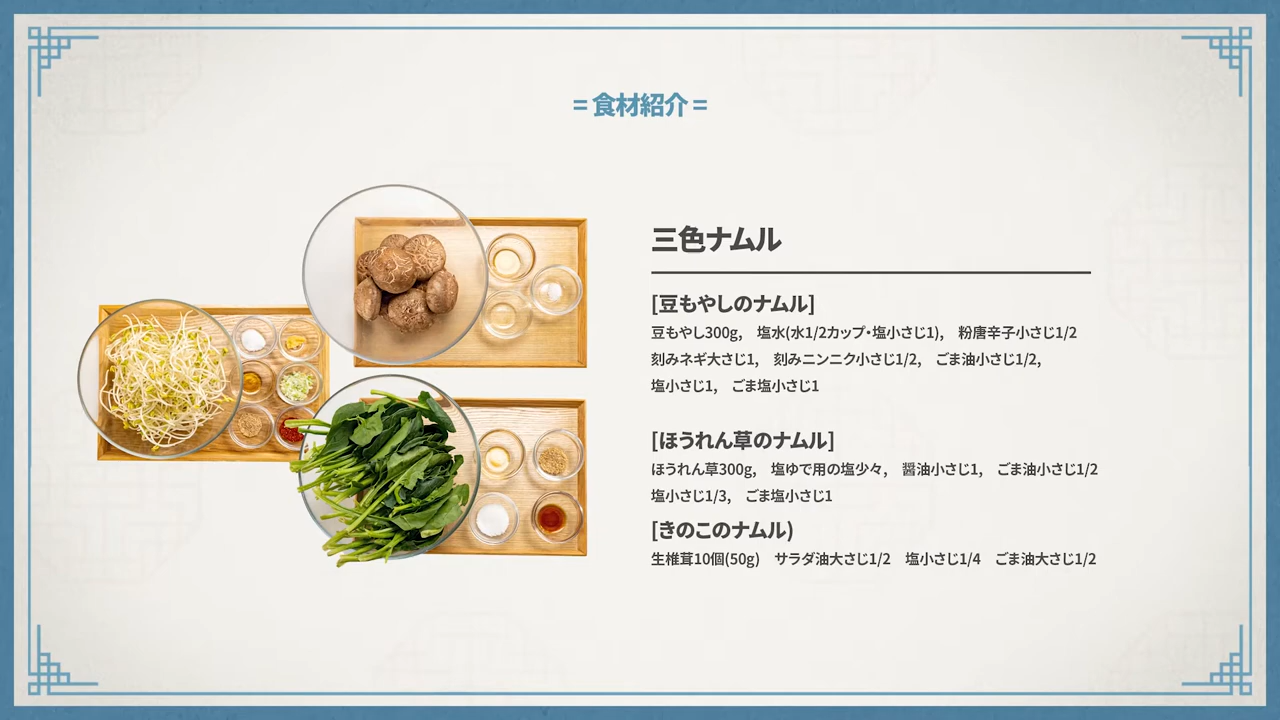 = 食材紹介 =
三色ナムル
[豆もやしのナムル]
豆もやし300g, 塩水(水1/2カップ・塩小さじ1), 粉唐辛子小さじ1/2
刻みネギ大さじ1, 刻みニンニク小さじ1/2, ごま油小さじ1/2,
塩小さじ1, ごま塩小さじ1
[ほうれん草のナムル]
ほうれん草300g, 塩ゆで用の塩少々, 醤油小さじ1, ごま油小さじ1/2
塩小さじ1/3, ごま塩小さじ1
[きのこのナムル)
生椎茸10個(50g) サラダ油大さじ1/2 塩小さじ1/4 ごま油大さじ1/2